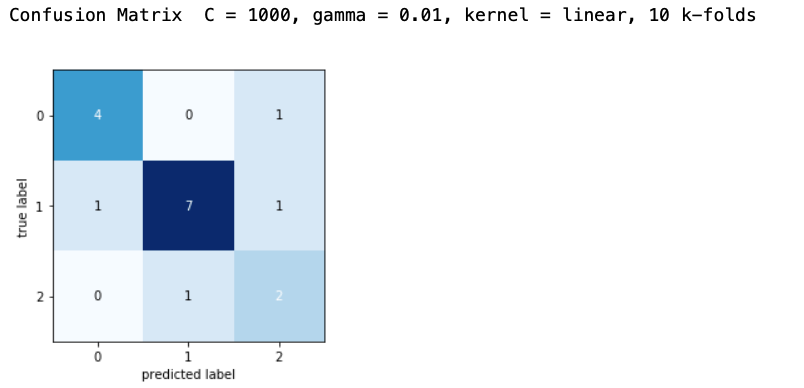 Confusion Matrix  C = 1000, gamma = 0.01, kernel = linear, 10 k-folds
0 4 0 1
1 1 7 1
2 0 1 2
0 1 2
true label
predicted label